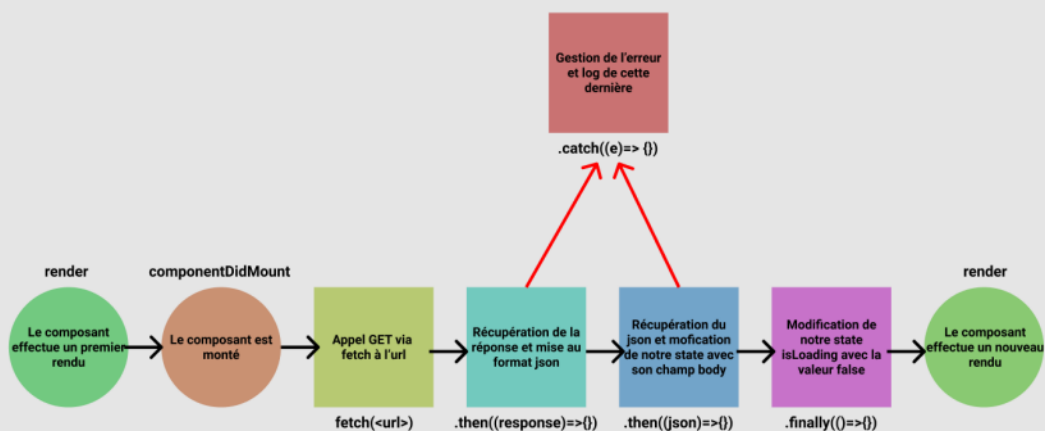 Gestion de l'erreur
et log de cette
dernière
.catch((e)=> {})
render
componentDidMount
render
Le composant
effectue un premier
rendu
Le composant est
monté
Appel GET via
fetch à l'url
Récupération de la
réponse et mise au
format json
Récupération du
json et mofication
de notre state avec
son champ body
Modification de
notre state
isLoading avec la
valeur false
Le composant
effectue un nouveau
rendu
fetch(<url>)
.then((response)=>{})
.then((json)=>{})
.finally(()=>{})